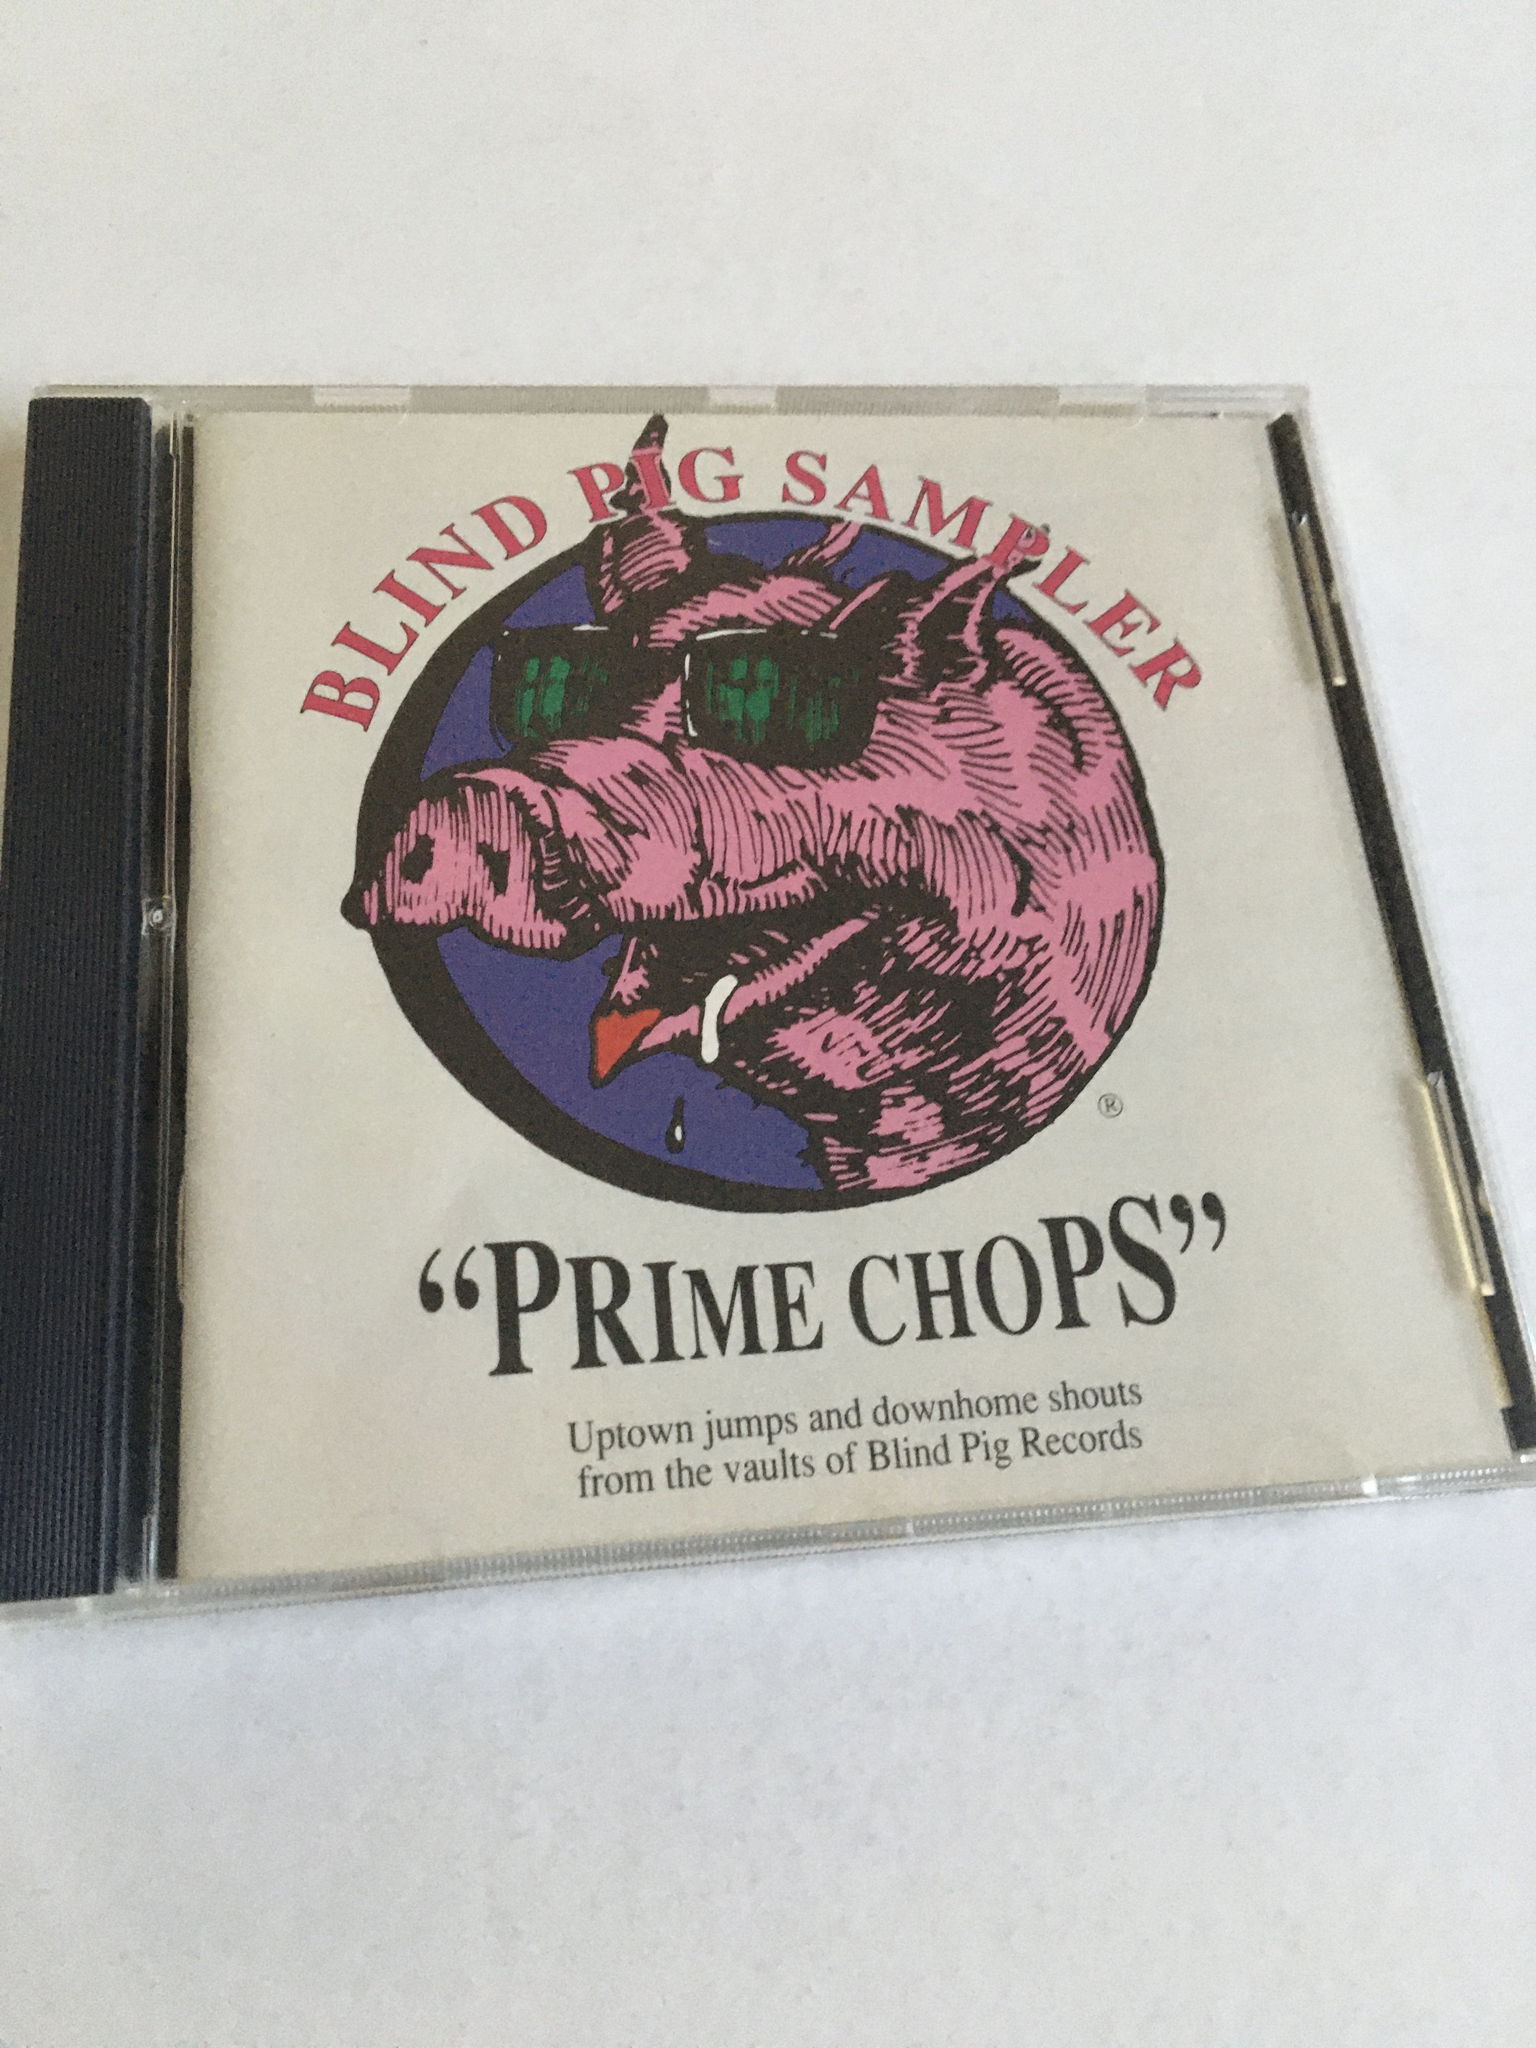 BLIND PIG SAMPLER
®
“PRIME CHOPS”
Uptown jumps and downhome shouts
from the vaults of Blind Pig Records